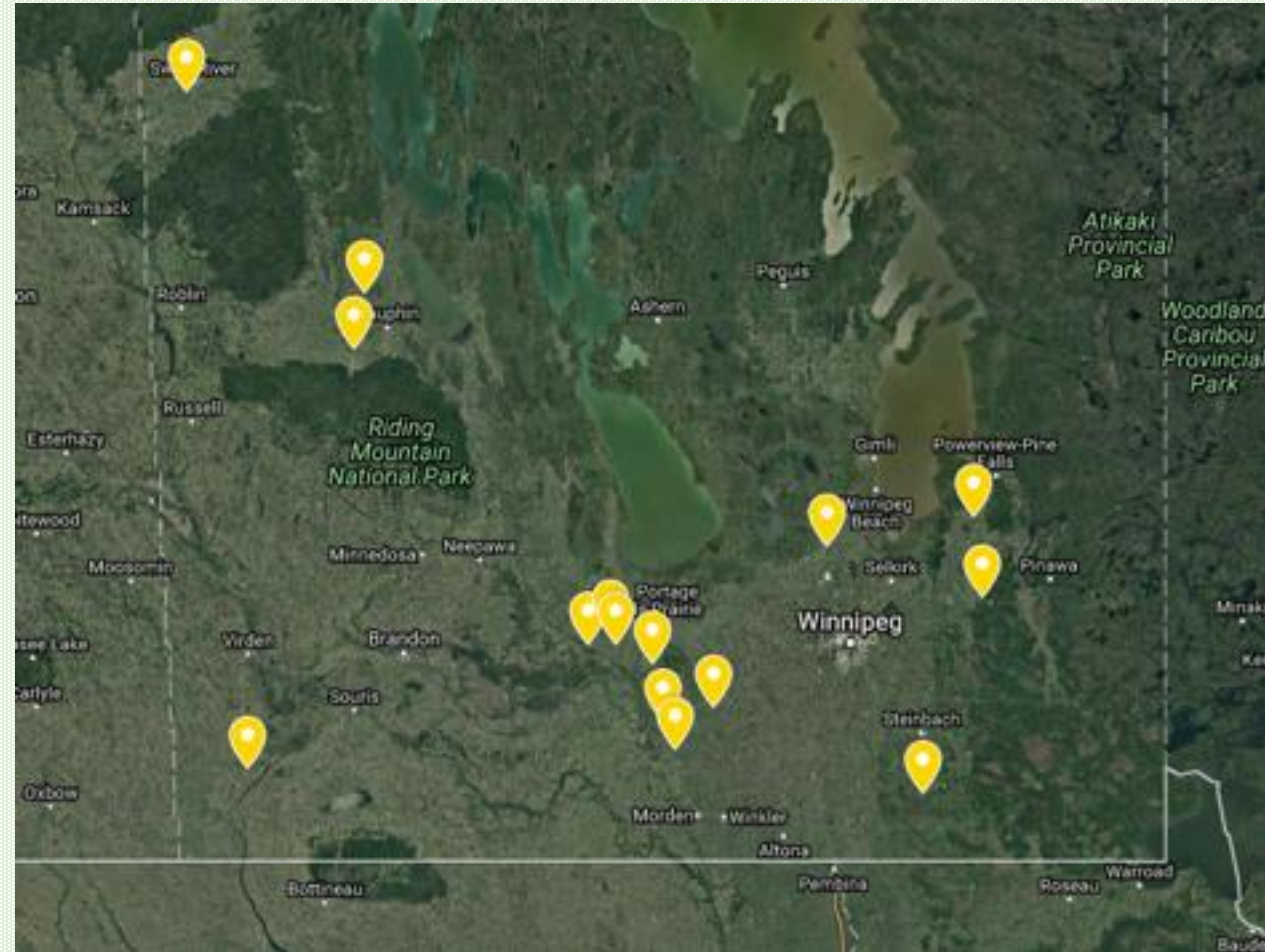 Kamsack
Roblin
Peguis
Ashern
Atikaki
Provincial
Park
Woodland
Caribou
Provincial
Park
Russell
Esterhazy
Riding
Mountain
National Park
Gimli
Powerview-Pine
Falls
Winnipeg
Beach
Minnedosa
Neepawa
Moosomin
Selkirk
Pinawa
Portage
Prairie
Winnipeg
Virden
Brandon
Souris
Steinbach
Oxbow
Morden
Winkler
Altona
Bottineau
Pembina
Roseau
Warroad